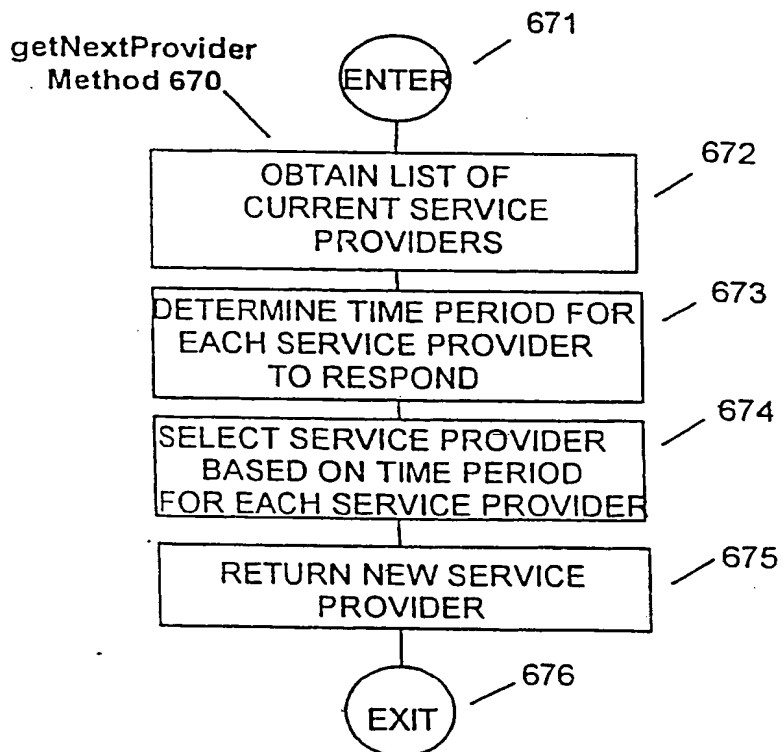 getNextProvider
Method 670
671
ENTER
672
OBTAIN LIST OF
CURRENT SERVICE
PROVIDERS
673
DETERMINE TIME PERIOD FOR
EACH SERVICE PROVIDER
TO RESPOND
674
SELECT SERVICE PROVIDER
BASED ON TIME PERIOD
FOR EACH SERVICE PROVIDER
675
RETURN NEW SERVICE
PROVIDER
676
EXIT